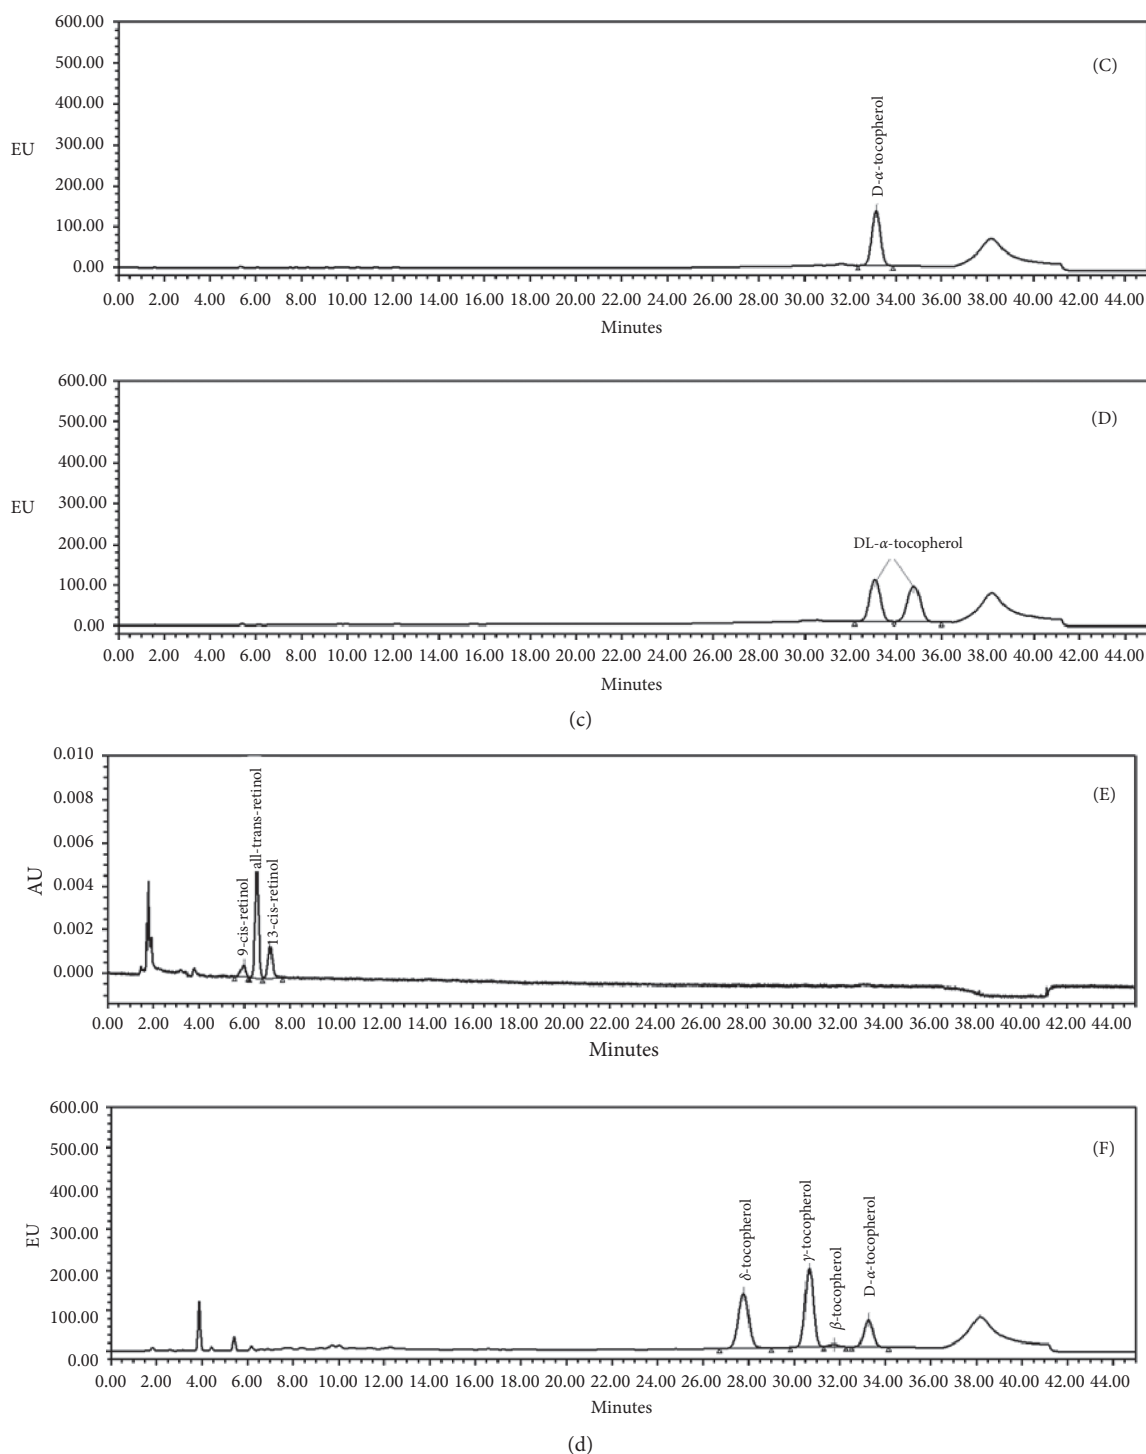 600.00
(C)
500.00
400.00
D-α-tocopherol
300.00
EU
200.00
100.00
0.00
0.00 2.00 4.00 6.00 8.00 10.00 12.00 14.00 16.00 18.00 20.00 22.00 24.00 26.00 28.00 30.00 32.00 34.00 36.00 38.00 40.00 42.00 44.00
Minutes
600.00
(D)
500.00
400.00
300.00
EU
200.00
DL-α-tocopherol
100.00
0.00
0.00 2.00 4.00 6.00 8.00 10.00 12.00 14.00 16.00 18.00 20.00 22.00 24.00 26.00 28.00 30.00 32.00 34.00 36.00 38.00 40.00 42.00 44.00
Minutes
(c)
0.010
(E)
0.008
0.006
0.004
AU
0.002
0.000
9-cis-retinol
all-trans-retinol
13-cis-retinol
0.00 2.00 4.00 6.00 8.00 10.00 12.00 14.00 16.00 18.00 20.00 22.00 24.00 26.00 28.00 30.00 32.00 34.00 36.00 38.00 40.00 42.00 44.00
Minutes
600.00
(F)
500.00
400.00
300.00
EU
200.00
100.00
0.00
δ-tocopherol
γ-tocopherol
β-tocopherol
D-α-tocopherol
0.00 2.00 4.00 6.00 8.00 10.00 12.00 14.00 16.00 18.00 20.00 22.00 24.00 26.00 28.00 30.00 32.00 34.00 36.00 38.00 40.00 42.00 44.00
Minutes
(d)